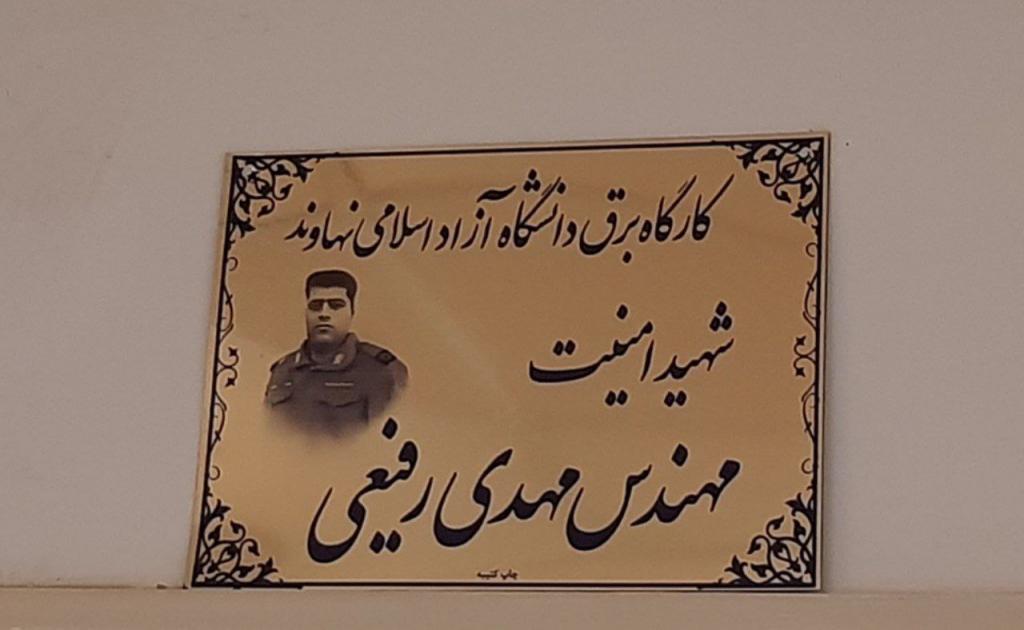 کارگاه برق دانشگاه آزاد اسلامی نهاوند
شهید امنیت
مهندس مهدی رفیعی
چاپ کتیبه